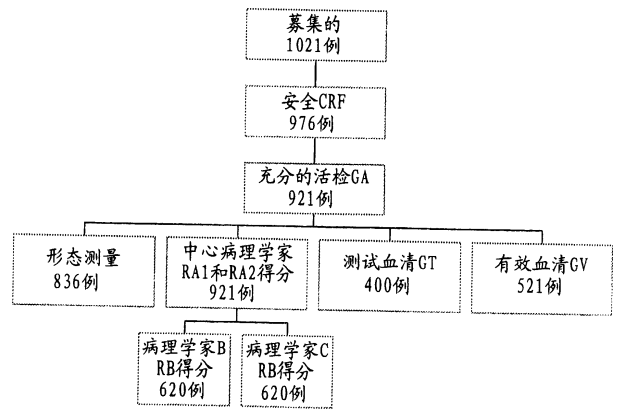 募集的
1021例
安全CRF
976例
充分的活检GA
921例
形态测量
836例
中心病理学家
RA1和RA2得分
921例
测试血清GT
400例
有效血清GV
521例
病理学家B
RB得分
620例
病理学家C
RB得分
620例